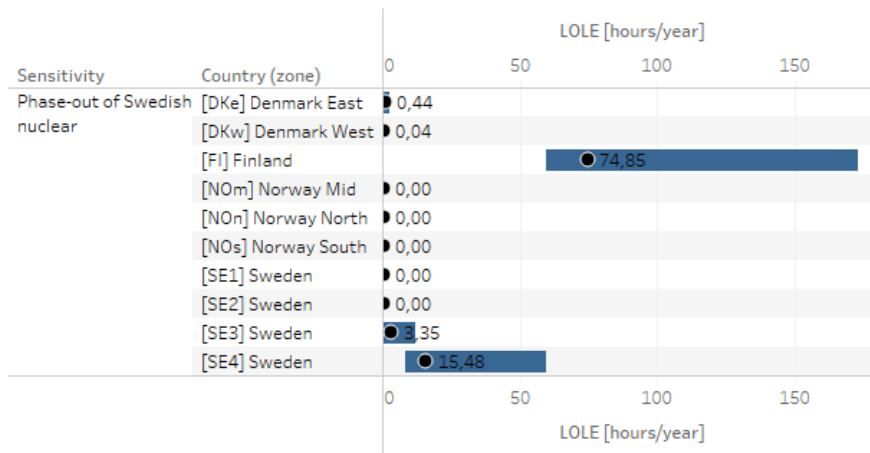 LOLE [hours/year]
0 50 100 150
Sensitivity Country (zone)
Phase-out of Swedish nuclear
[DKe] Denmark East 0,44
[DKw] Denmark West 0,04
[FI] Finland 74,85
[NOm] Norway Mid 0,00
[NOn] Norway North 0,00
[NOs] Norway South 0,00
[SE1] Sweden 0,00
[SE2] Sweden 0,00
[SE3] Sweden 3,35
[SE4] Sweden 15,48
0 50 100 150
LOLE [hours/year]